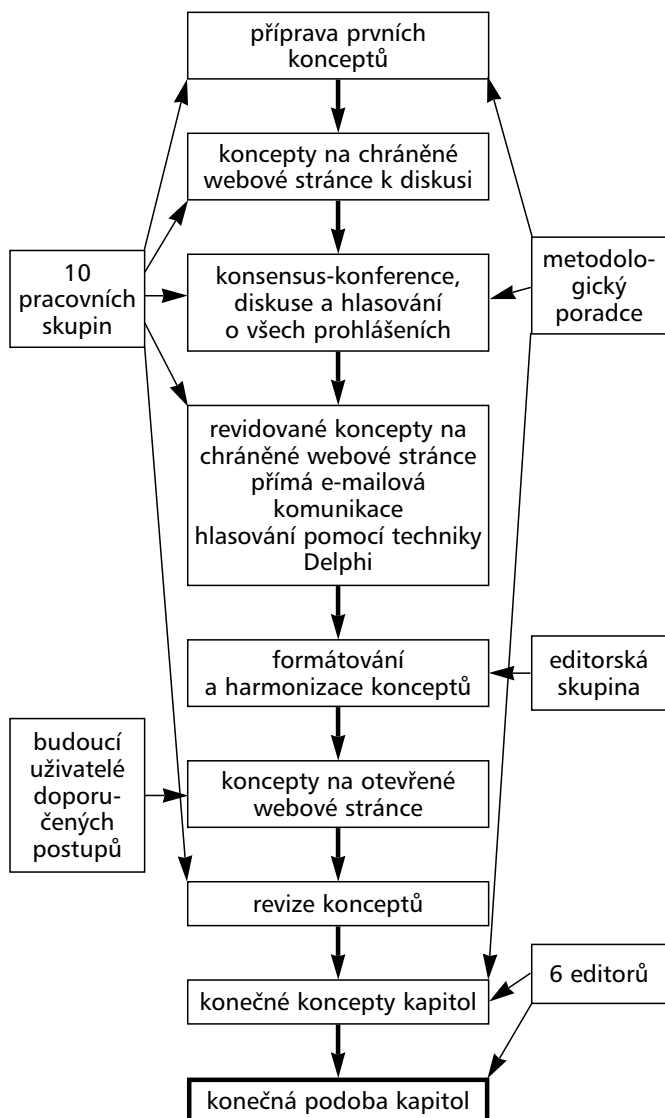 příprava prvních
konceptů
koncepty na chráněné
webové stránce k diskusi
10
pracovních
skupin
konsensus-konference,
diskuse a hlasování
o všech prohlášeních
metodolo-
gický
poradce
revidované koncepty na
chráněné webové stránce
přímá e-mailová
komunikace
hlasování pomocí techniky
Delphi
formátování
a harmonizace konceptů
editorská
skupina
budoucí
uživatelé
doporu-
čených
postupů
koncepty na otevřené
webové stránce
revize konceptů
konečné koncepty kapitol
6 editorů
konečná podoba kapitol